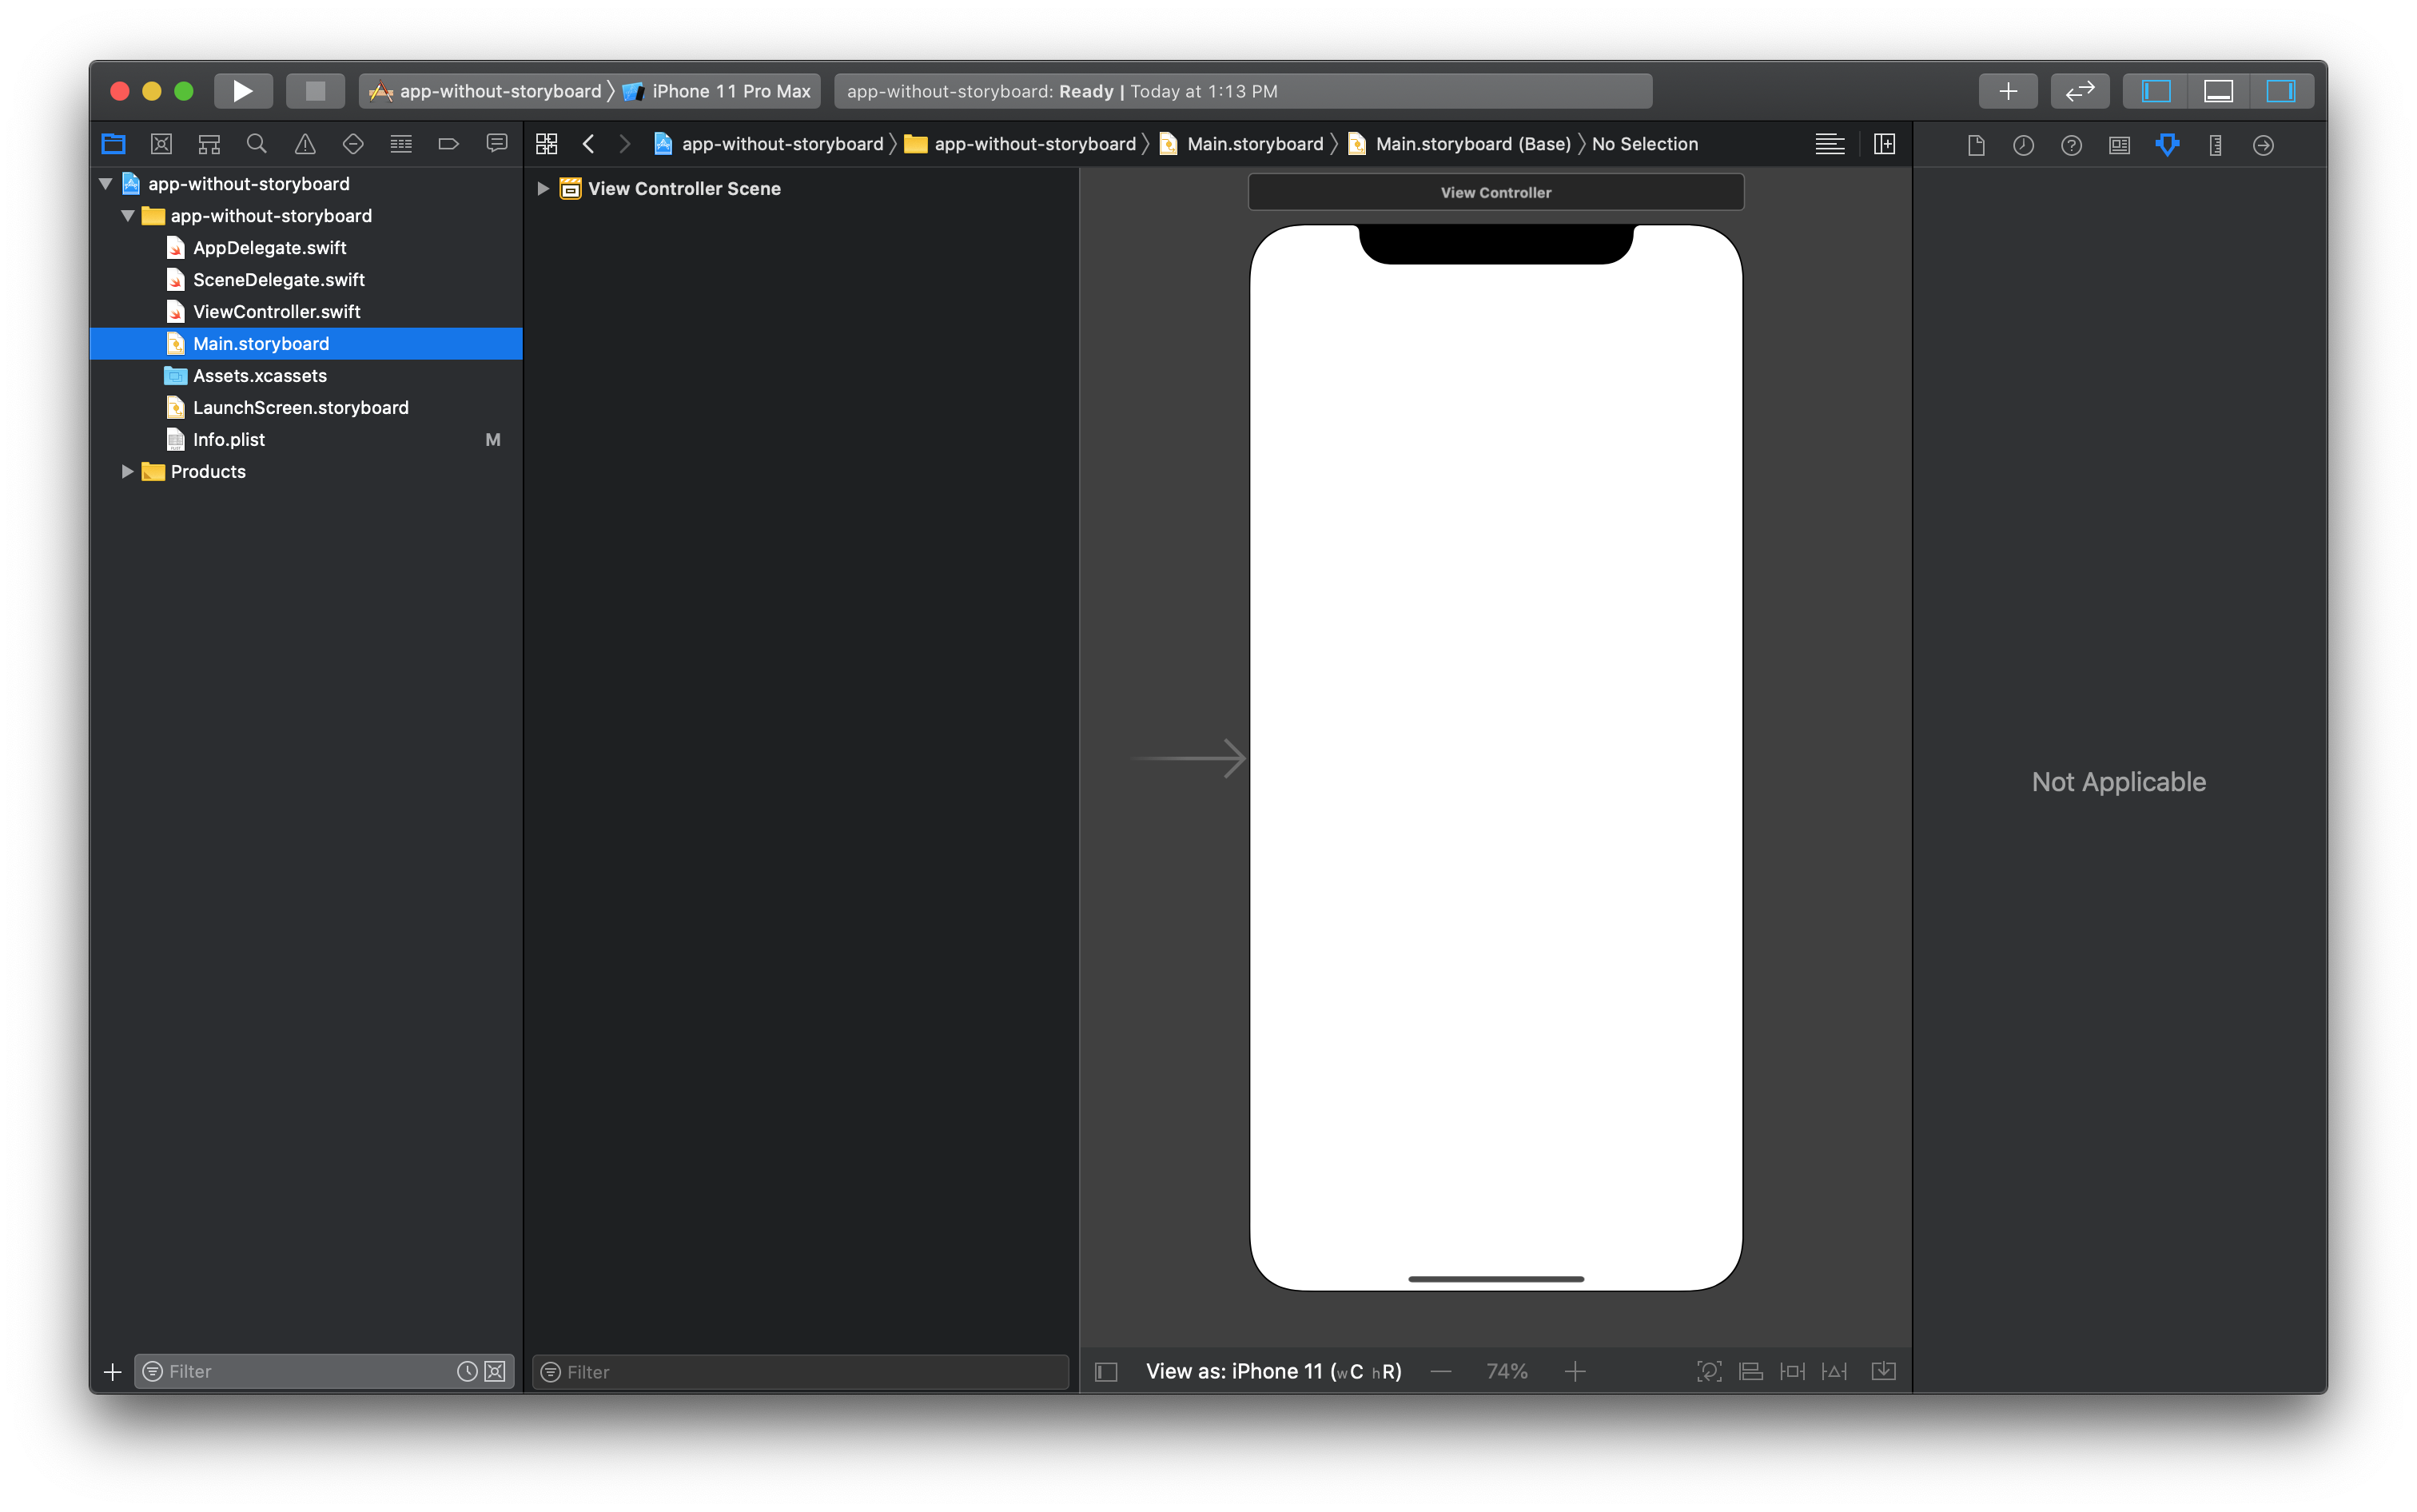 app-without-storyboard 〉 iPhone 11 Pro Max
app-without-storyboard: Ready | Today at 1:13 PM
app-without-storyboard 〉 app-without-storyboard 〉 Main.storyboard 〉 Main.storyboard (Base) 〉 No Selection
app-without-storyboard
app-without-storyboard
AppDelegate.swift
SceneDelegate.swift
ViewController.swift
Main.storyboard
Assets.xcassets
LaunchScreen.storyboard
Info.plist M
Products
View Controller Scene
View Controller
Not Applicable
Filter
Filter
View as: iPhone 11 (wC hR) — 74% +